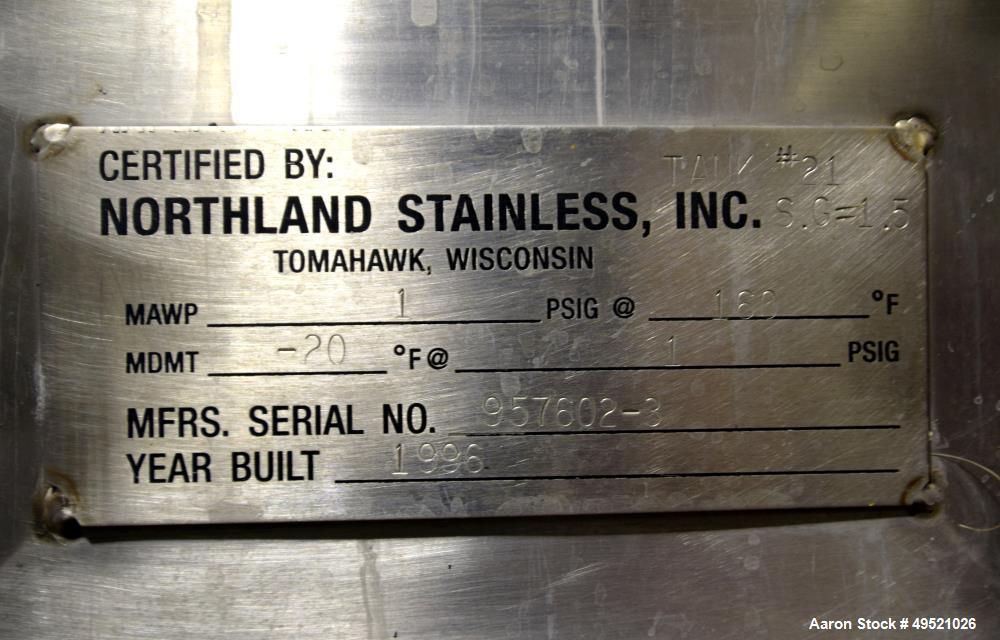 CERTIFIED BY: TANK #21
NORTHLAND STAINLESS, INC. S.G=1.5
TOMAHAWK, WISCONSIN
MAWP 1 PSIG @ 160 °F
MDMT -20 °F @ 1 PSIG
MFRS. SERIAL NO. 957602-3
YEAR BUILT 1996
Aaron Stock # 49521026